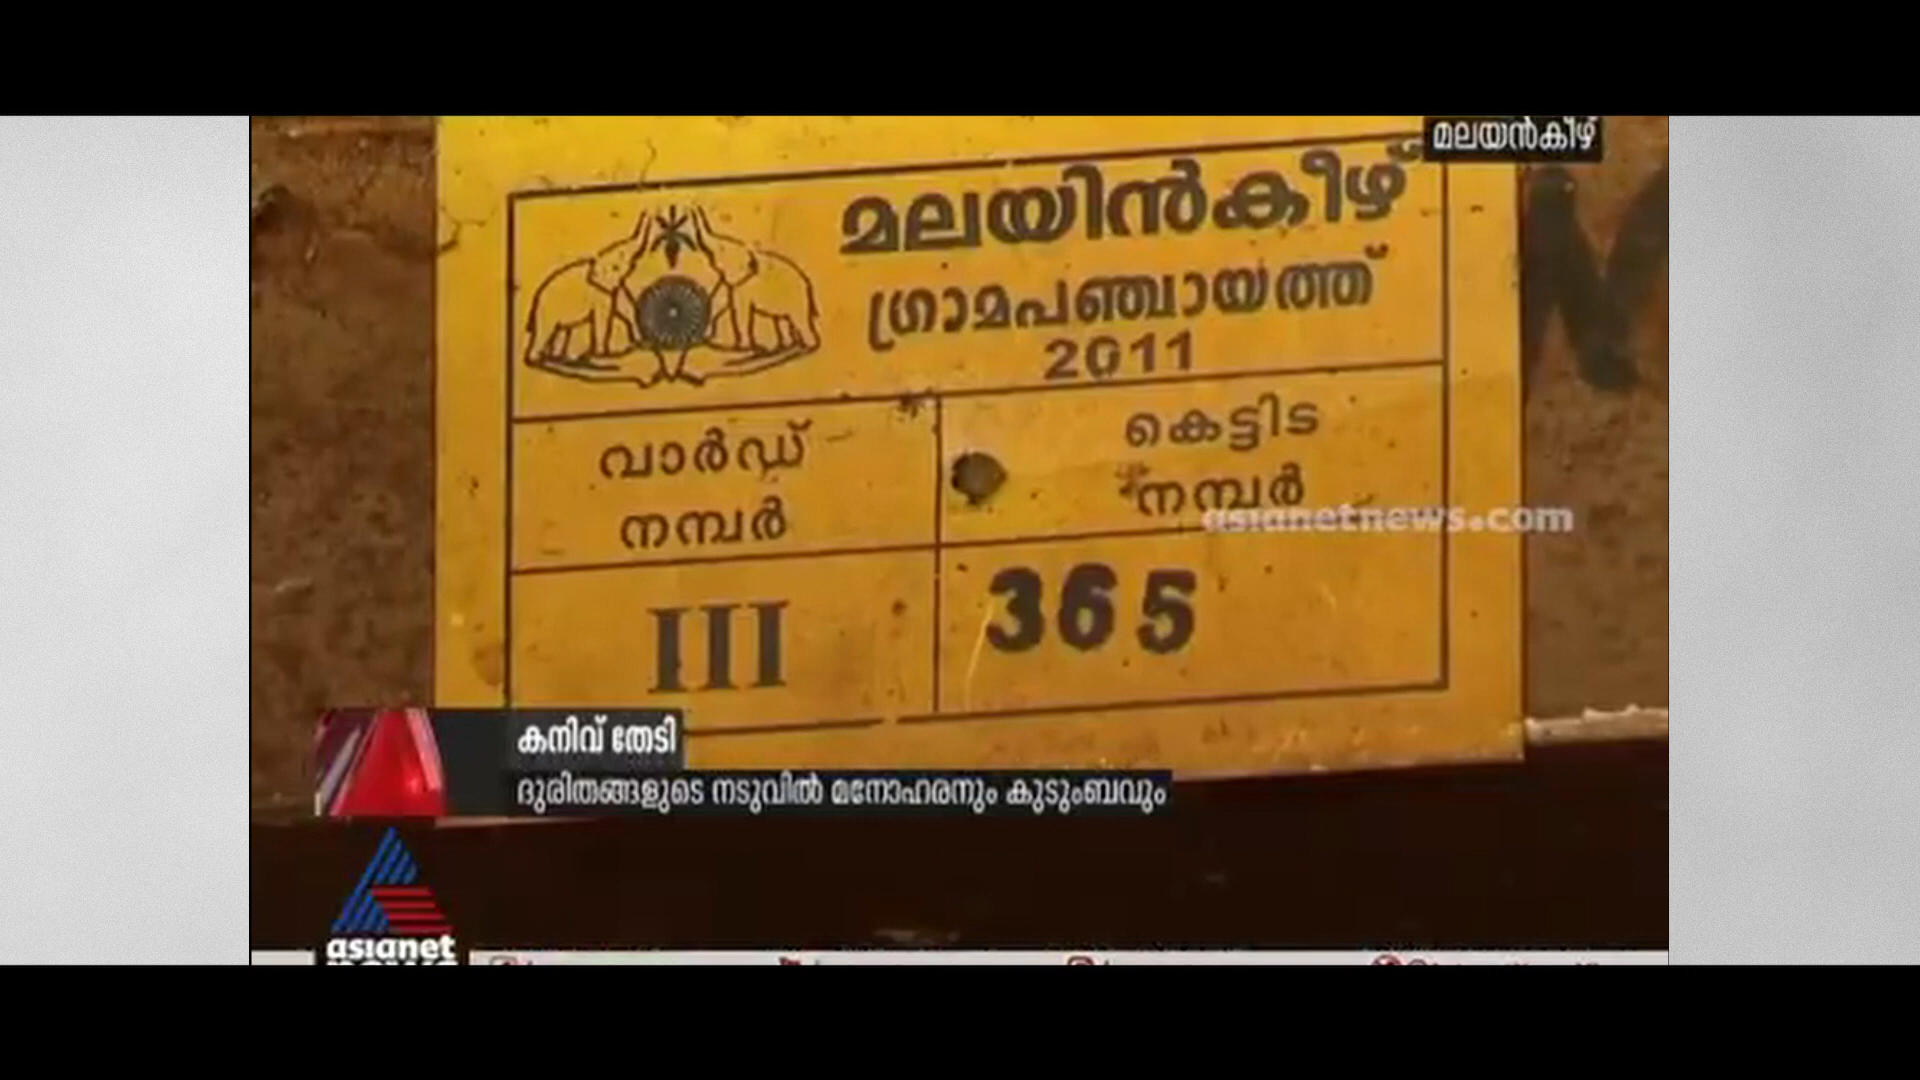 മലയൻകീഴ്
മലയിൻകീഴ്
ഗ്രാമപഞ്ചായത്ത്
2011
വാർഡ്
നമ്പർ
കെട്ടിട
നമ്പർ
asianetnews.com
III
365
കനിവ് തേടി
ദുരിതങ്ങളുടെ നടുവിൽ മനോഹരനും കുടുംബവും
asianet
news